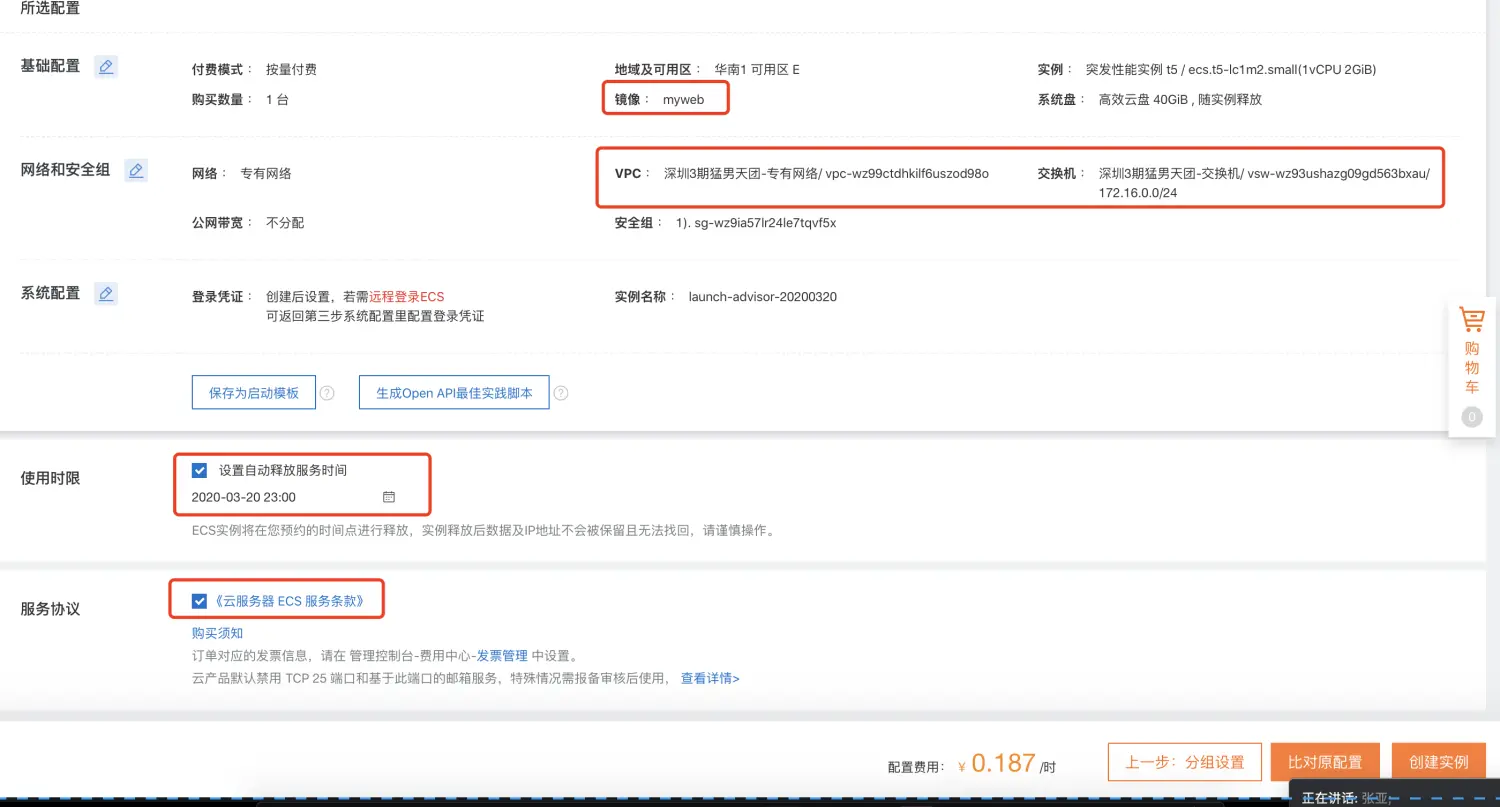 所选配置
基础配置
付费模式： 按量付费
地域及可用区： 华南1 可用区 E
实例： 突发性能实例 t5 / ecs.t5-lc1m2.small(1vCPU 2GiB)
购买数量： 1 台
镜像： myweb
系统盘： 高效云盘 40GiB , 随实例释放
网络和安全组
网络： 专有网络
VPC： 深圳3期猛男天团-专有网络/ vpc-wz99ctdhkilf6uszod98o
交换机： 深圳3期猛男天团-交换机/ vsw-wz93ushazg09gd563bxau/
172.16.0.0/24
公网带宽： 不分配
安全组： 1). sg-wz9ia57lr24le7tqvf5x
系统配置
登录凭证： 创建后设置，若需远程登录ECS
可返回第三步系统配置里配置登录凭证
实例名称： launch-advisor-20200320
保存为启动模板 ?
生成Open API最佳实践脚本 ?
购物车
0
使用时限
设置自动释放服务时间
2020-03-20 23:00
ECS实例将在您预约的时间点进行释放，实例释放后数据及IP地址不会被保留且无法找回，请谨慎操作。
服务协议
《云服务器 ECS 服务条款》
购买须知
订单对应的发票信息，请在 管理控制台-费用中心-发票管理 中设置。
云产品默认禁用 TCP 25 端口和基于此端口的邮箱服务，特殊情况需报备审核后使用， 查看详情>
配置费用： ¥ 0.187 /时
上一步：分组设置
比对原配置
创建实例
正在讲话: 张亚;